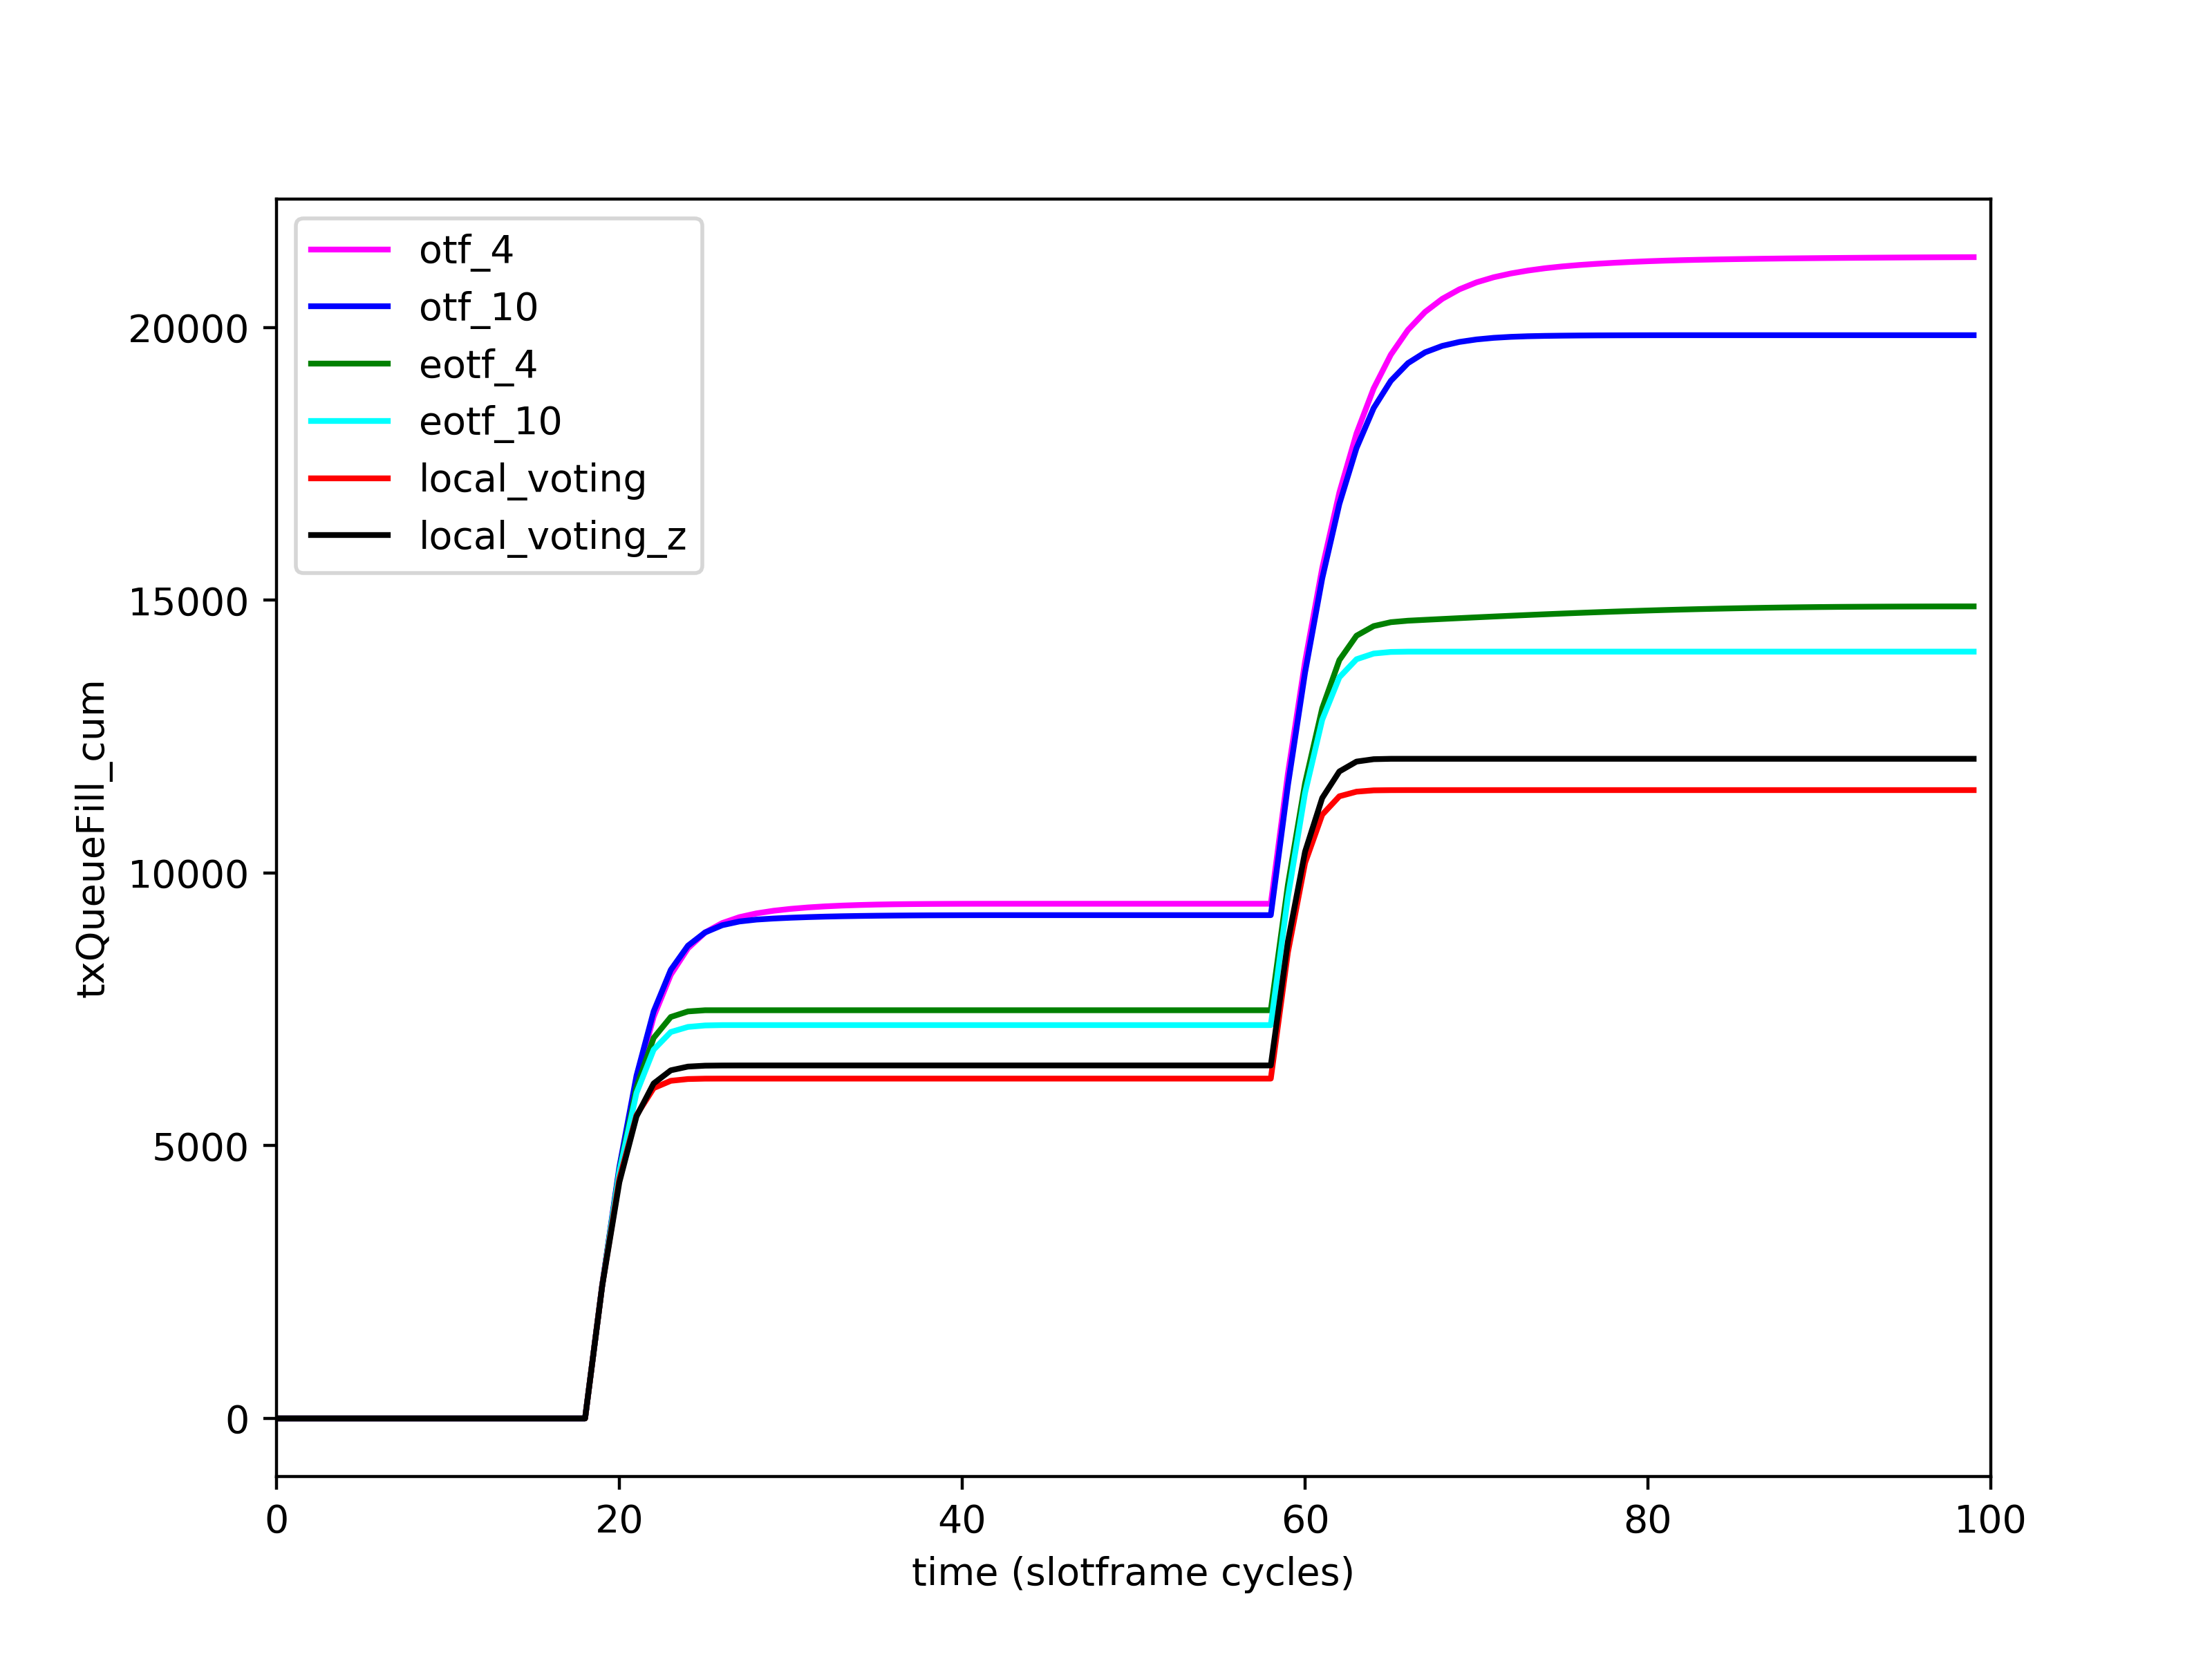 otf_4
otf_10
eotf_4
eotf_10
local_voting
local_voting_z
txQueueFill_cum
20000
15000
10000
5000
0
0 20 40 60 80 100
time (slotframe cycles)